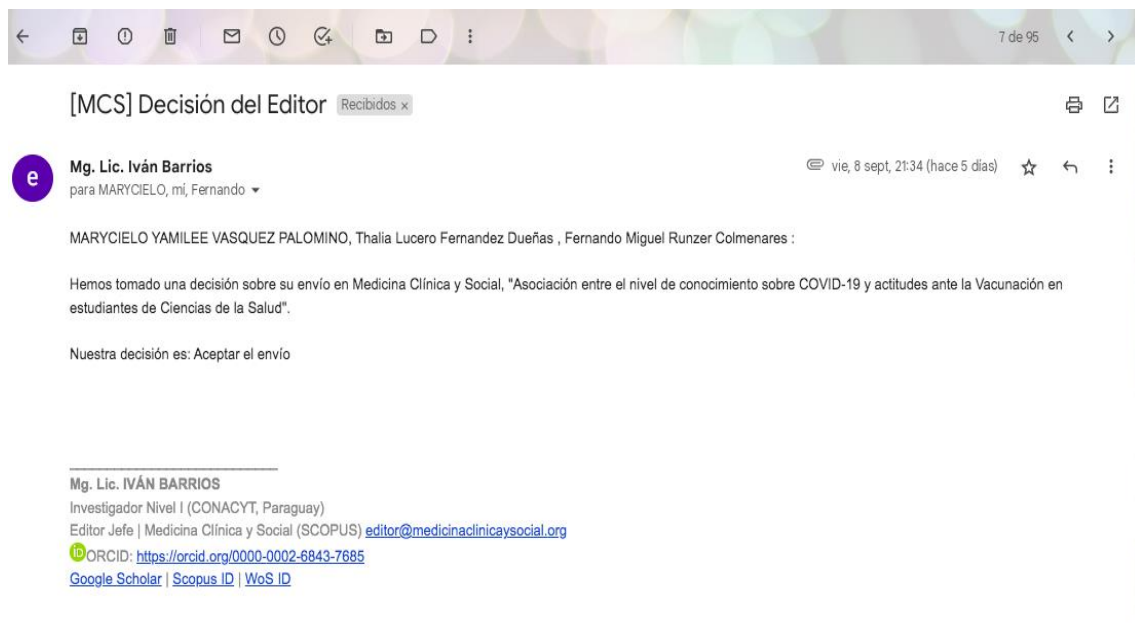 7 de 95
[MCS] Decisión del Editor Recibidos ×
Mg. Lic. Iván Barrios
vie, 8 sept, 21:34 (hace 5 días)
e
para MARYCIELO, mí, Fernando
MARYCIELO YAMILEE VASQUEZ PALOMINO, Thalia Lucero Fernandez Dueñas , Fernando Miguel Runzer Colmenares :
Hemos tomado una decisión sobre su envío en Medicina Clínica y Social, "Asociación entre el nivel de conocimiento sobre COVID-19 y actitudes ante la Vacunación en
estudiantes de Ciencias de la Salud".
Nuestra decisión es: Aceptar el envío
Mg. Lic. IVÁN BARRIOS
Investigador Nivel I (CONACYT, Paraguay)
Editor Jefe | Medicina Clínica y Social (SCOPUS) editor@medicinaclinicaysocial.org
iD ORCID: https://orcid.org/0000-0002-6843-7685
Google Scholar | Scopus ID | WoS ID